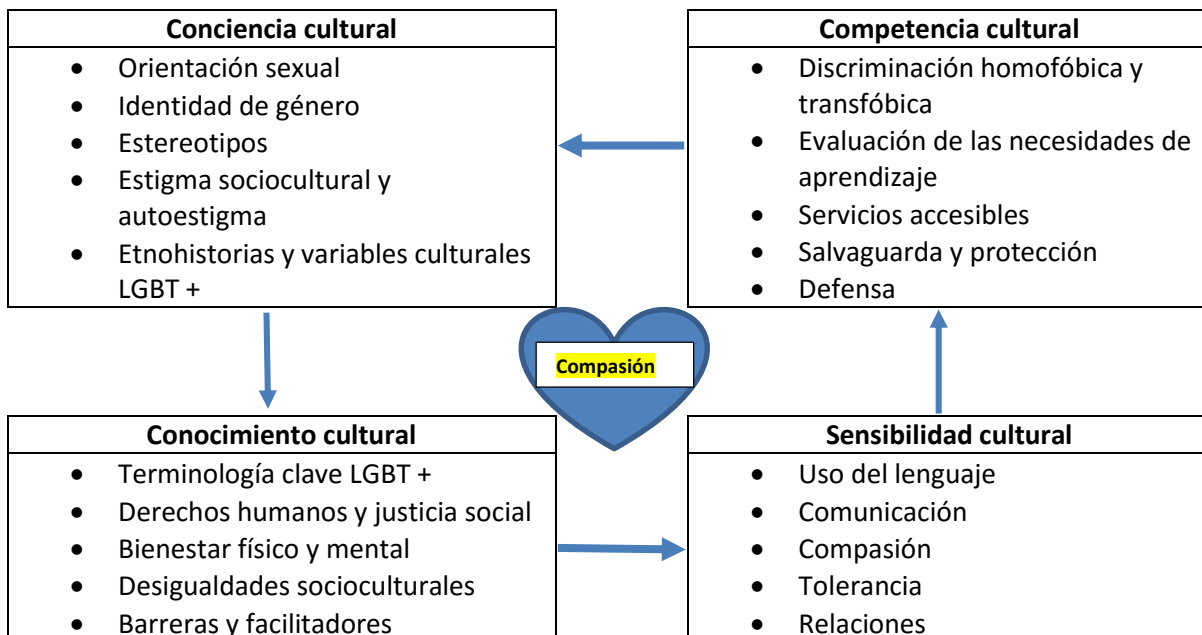 Conciencia cultural
• Orientación sexual
• Identidad de género
• Estereotipos
• Estigma sociocultural y
autoestigma
• Etnohistorias y variables culturales
LGBT +
Competencia cultural
• Discriminación homofóbica y
transfóbica
• Evaluación de las necesidades de
aprendizaje
• Servicios accesibles
• Salvaguarda y protección
• Defensa
Compasión
Conocimiento cultural
• Terminología clave LGBT +
• Derechos humanos y justicia social
• Bienestar físico y mental
• Desigualdades socioculturales
• Barreras y facilitadores
Sensibilidad cultural
• Uso del lenguaje
• Comunicación
• Compasión
• Tolerancia
• Relaciones